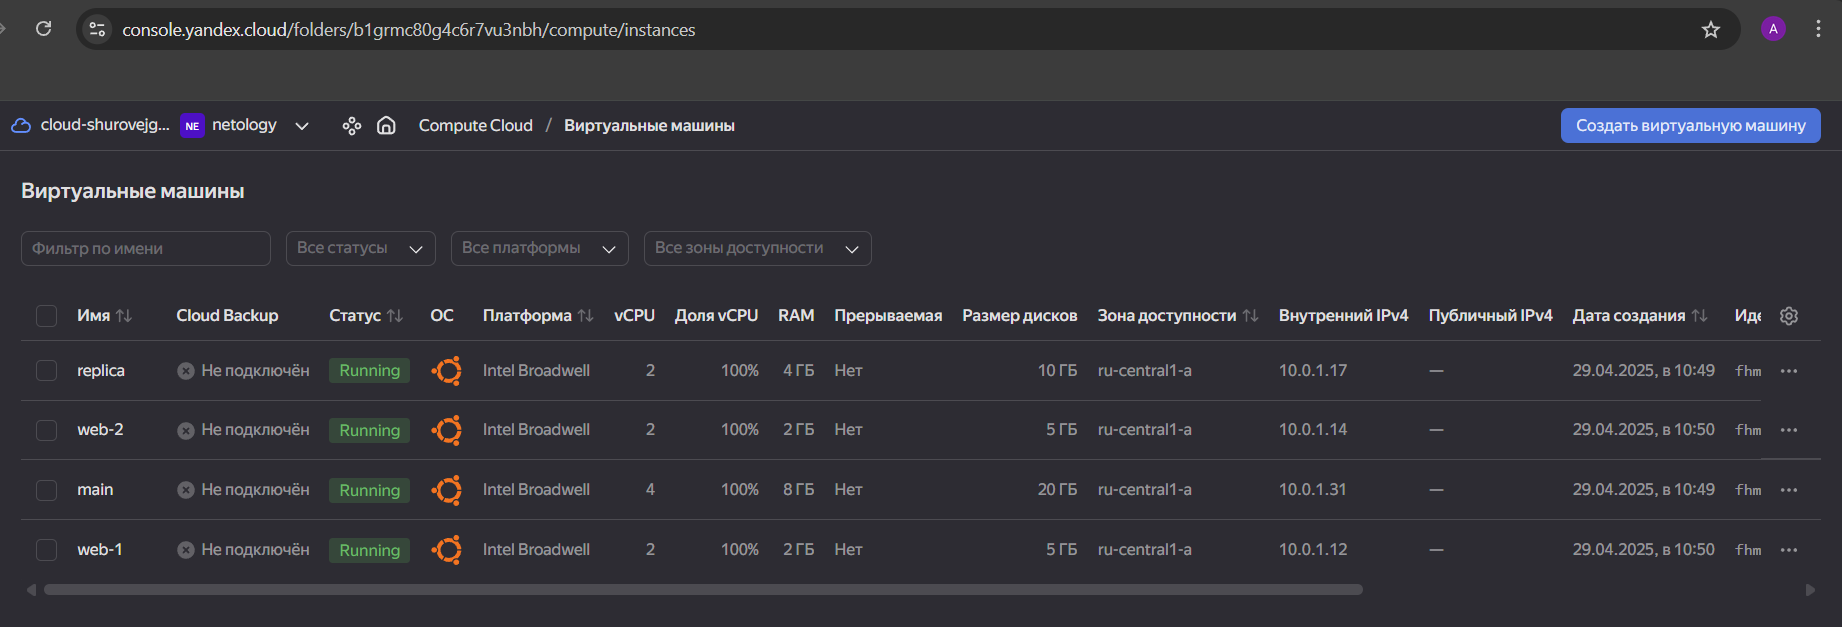 console.yandex.cloud/folders/b1grmc80g4c6r7vu3nbh/compute/instances
A
cloud-shurovejg... NE netology Compute Cloud / Виртуальные машины Создать виртуальную машину
Виртуальные машины
Фильтр по имени Все статусы Все платформы Все зоны доступности
Имя Cloud Backup Статус ОС Платформа vCPU Доля vCPU RAM Прерываемая Размер дисков Зона доступности Внутренний IPv4 Публичный IPv4 Дата создания Иде
replica Не подключён Running Intel Broadwell 2 100% 4 ГБ Нет 10 ГБ ru-central1-a 10.0.1.17 — 29.04.2025, в 10:49 fhm
web-2 Не подключён Running Intel Broadwell 2 100% 2 ГБ Нет 5 ГБ ru-central1-a 10.0.1.14 — 29.04.2025, в 10:50 fhm
main Не подключён Running Intel Broadwell 4 100% 8 ГБ Нет 20 ГБ ru-central1-a 10.0.1.31 — 29.04.2025, в 10:49 fhm
web-1 Не подключён Running Intel Broadwell 2 100% 2 ГБ Нет 5 ГБ ru-central1-a 10.0.1.12 — 29.04.2025, в 10:50 fhm